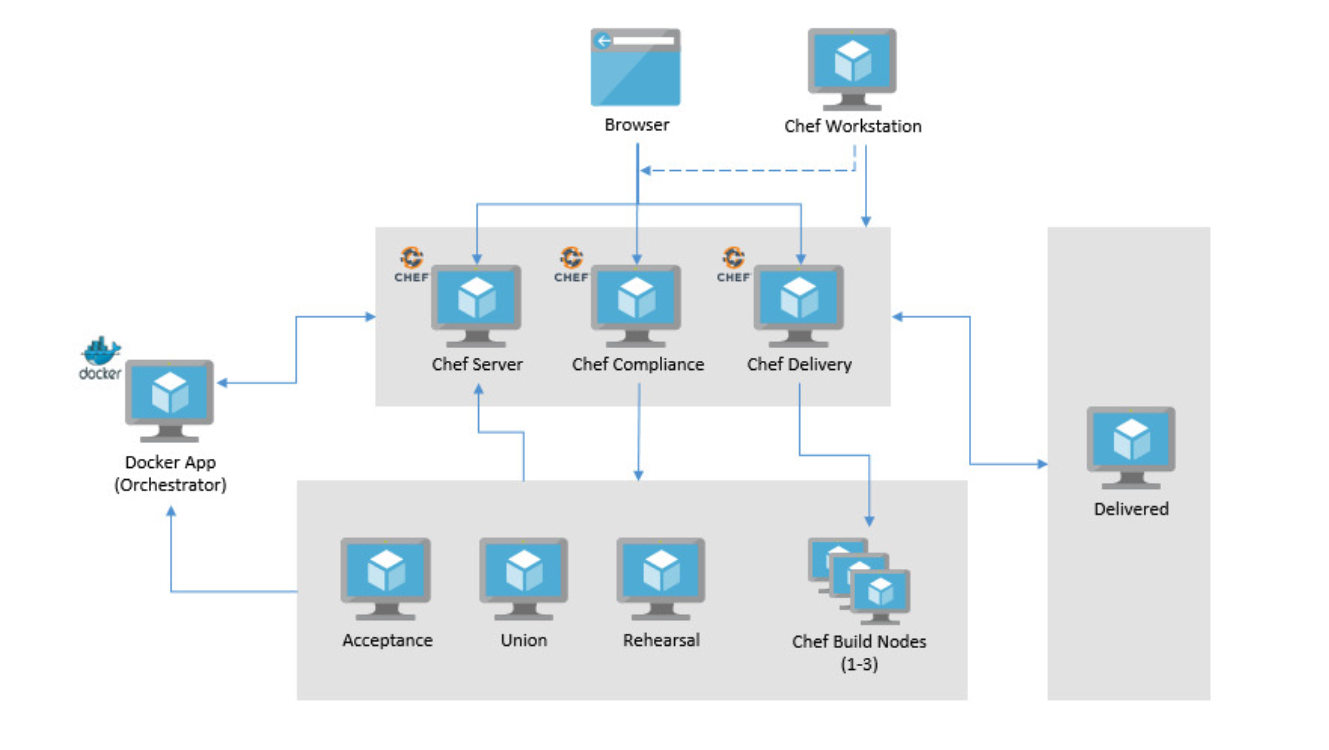 Browser
Chef Workstation
CHEF
CHEF
CHEF
Chef Server
Chef Compliance
Chef Delivery
docker
Docker App
(Orchestrator)
Delivered
Acceptance
Union
Rehearsal
Chef Build Nodes
(1-3)